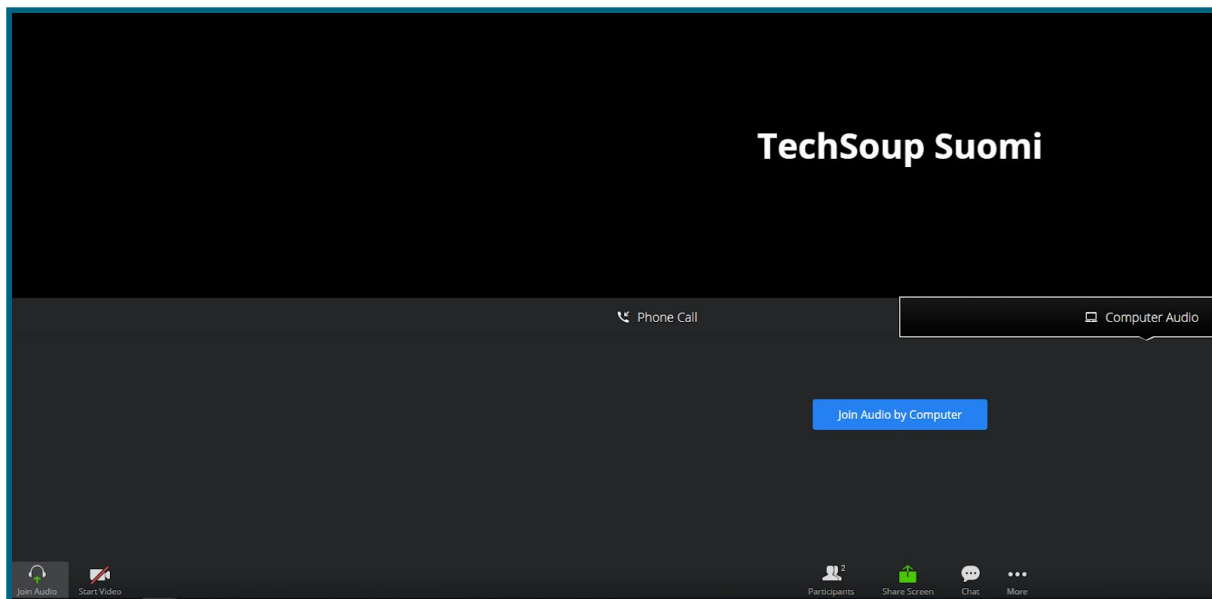 TechSoup Suomi
Phone Call
Computer Audio
Join Audio by Computer
Join Audio
Start Video
Participants
2
Share Screen
Chat
More